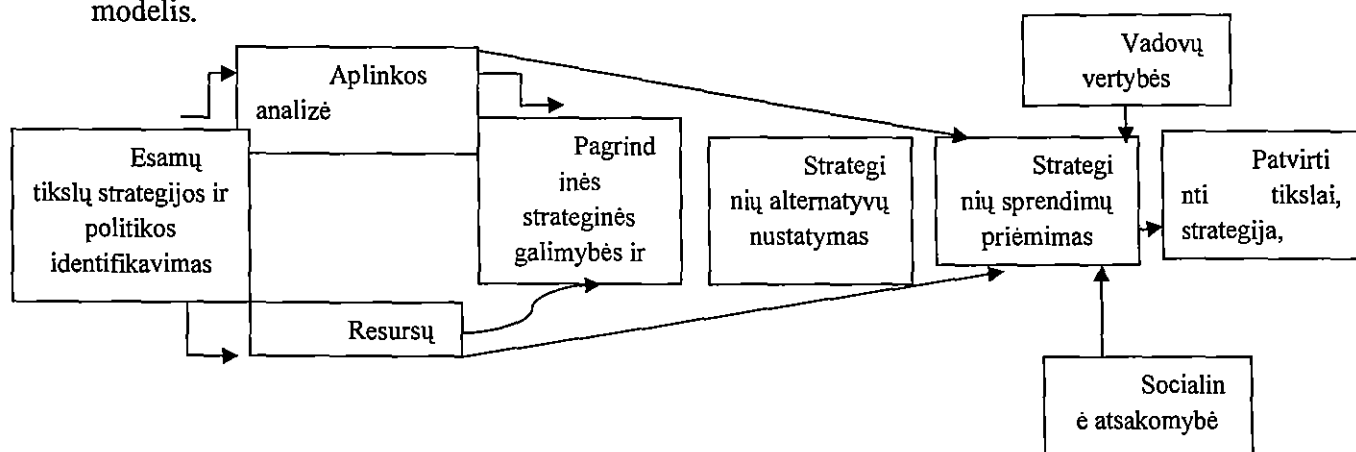 modelis.
Aplinkos
analizė
Esamų
tikslų strategijos ir
politikos
identifikavimas
Resursų
Pagrind
inės
strateginės
galimybės ir
Strategi
nių alternatyvų
nustatymas
Vadovų
vertybės
Strategi
nių sprendimų
priėmimas
Patvirti
nti tikslai,
strategija,
Socialin
ė atsakomybė